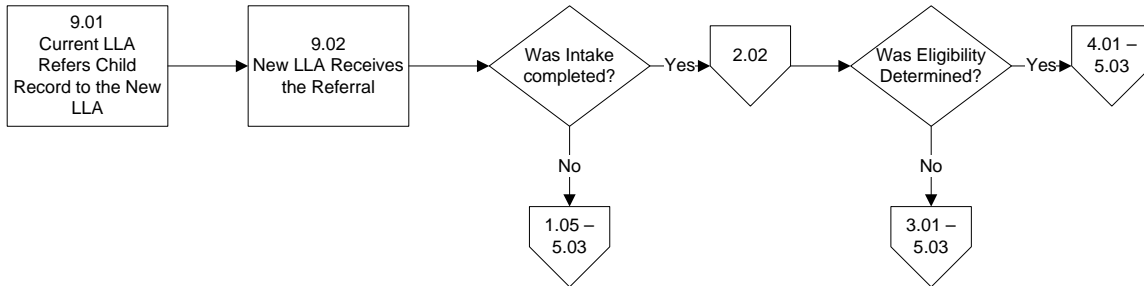 9.01
Current LLA
Refers Child
Record to the New
LLA
9.02
New LLA Receives
the Referral
Was Intake
completed?
Yes
2.02
Was Eligibility
Determined?
Yes
4.01 –
5.03
No
1.05 –
5.03
No
3.01 –
5.03